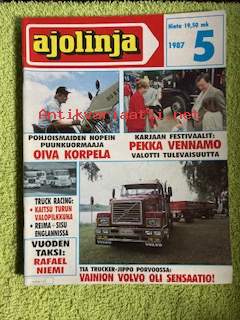 ajolinja
Hinta 19,50 mk
1987 5
Antikvariaatti.net
POHJOISMAIDEN NOPEIN
PUUNKUORMAAJA
OIVA KORPELA
KARJAAN FESTIVAALIT:
PEKKA VENNAMO
VALOTTI TULEVAISUUTTA
TRUCK RACING:
• KAITSU TURUN
VALOPILKKUNA
• REIMA-SISU
ENGLANNISSA
VUODEN
TAKSI:
RAFAEL
NIEMI
TIA TRUCKER-JIPPO PORVOOSSA:
VAINION VOLVO OLI SENSAATIO!